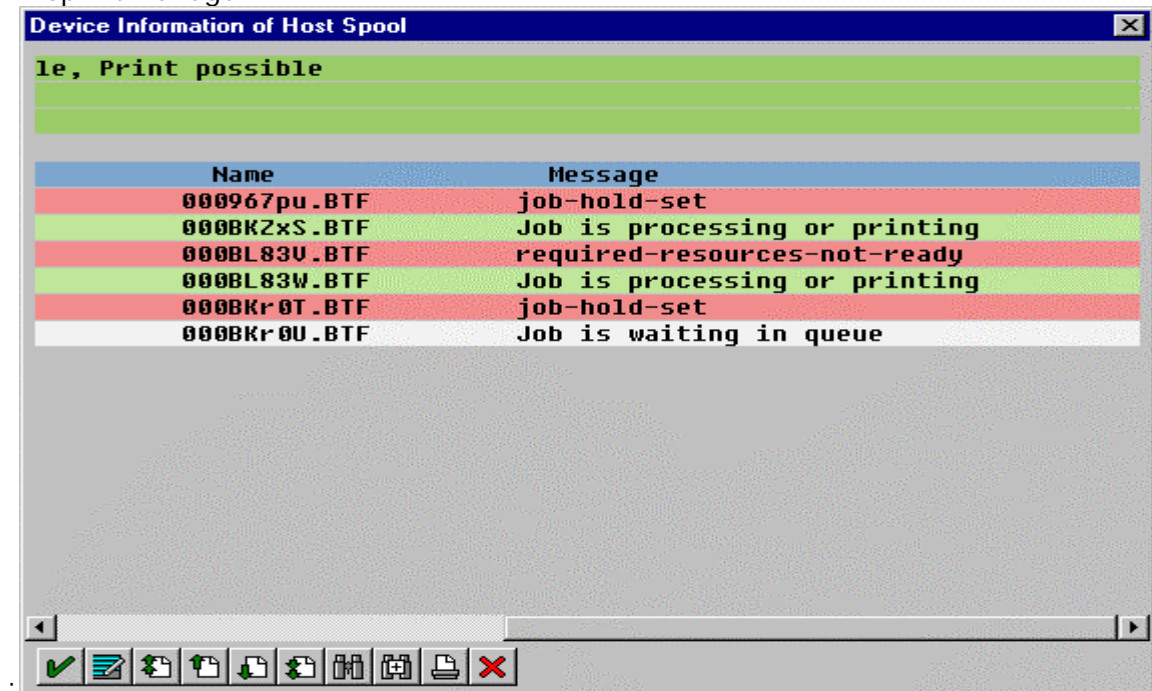 Device Information of Host Spool
le, Print possible
Name Message
000967pu.BTF job-hold-set
000BKZxS.BTF Job is processing or printing
000BL83V.BTF required-resources-not-ready
000BL83W.BTF Job is processing or printing
000BKr0T.BTF job-hold-set
000BKr0U.BTF Job is waiting in queue
.